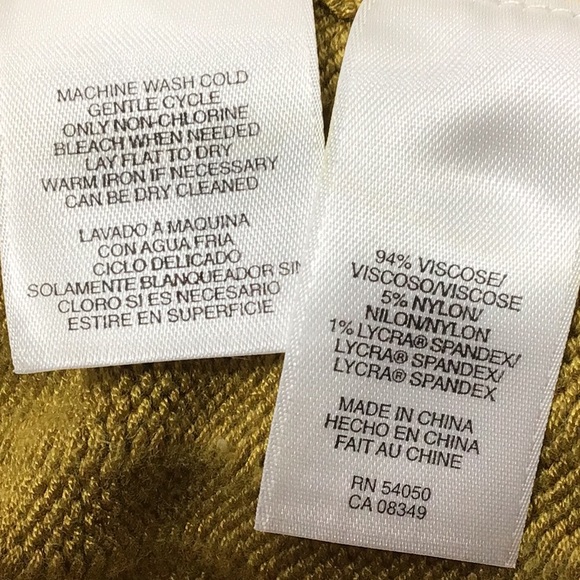 MACHINE WASH COLD
GENTLE CYCLE
ONLY NON-CHLORINE
BLEACH WHEN NEEDED
LAY FLAT TO DRY
WARM IRON IF NECESSARY
CAN BE DRY CLEANED
LAVADO A MAQUINA
CON AGUA FRIA
CICLO DELICADO
SOLAMENTE BLANQUEADOR SIN
CLORO SI ES NECESARIO
ESTIRE EN SUPERFICIE
94% VISCOSE/
VISCOSO/VISCOSE
5% NYLON/
NILON/NYLON
1% LYCRA® SPANDEX/
LYCRA® SPANDEX/
LYCRA® SPANDEX
MADE IN CHINA
HECHO EN CHINA
FAIT AU CHINE
RN 54050
CA 08349